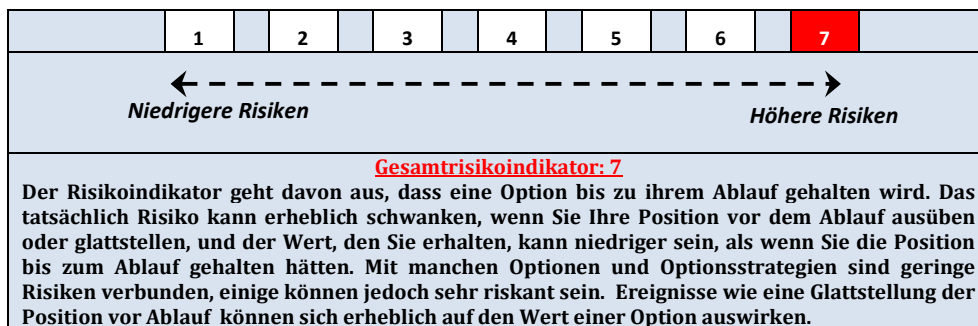 1 2 3 4 5 6 7
Niedrigere Risiken Höhere Risiken
Gesamtrisikoindikator: 7
Der Risikoindikator geht davon aus, dass eine Option bis zu ihrem Ablauf gehalten wird. Das
tatsächlich Risiko kann erheblich schwanken, wenn Sie Ihre Position vor dem Ablauf ausüben
oder glattstellen, und der Wert, den Sie erhalten, kann niedriger sein, als wenn Sie die Position
bis zum Ablauf gehalten hätten. Mit manchen Optionen und Optionsstrategien sind geringe
Risiken verbunden, einige können jedoch sehr riskant sein. Ereignisse wie eine Glattstellung der
Position vor Ablauf können sich erheblich auf den Wert einer Option auswirken.